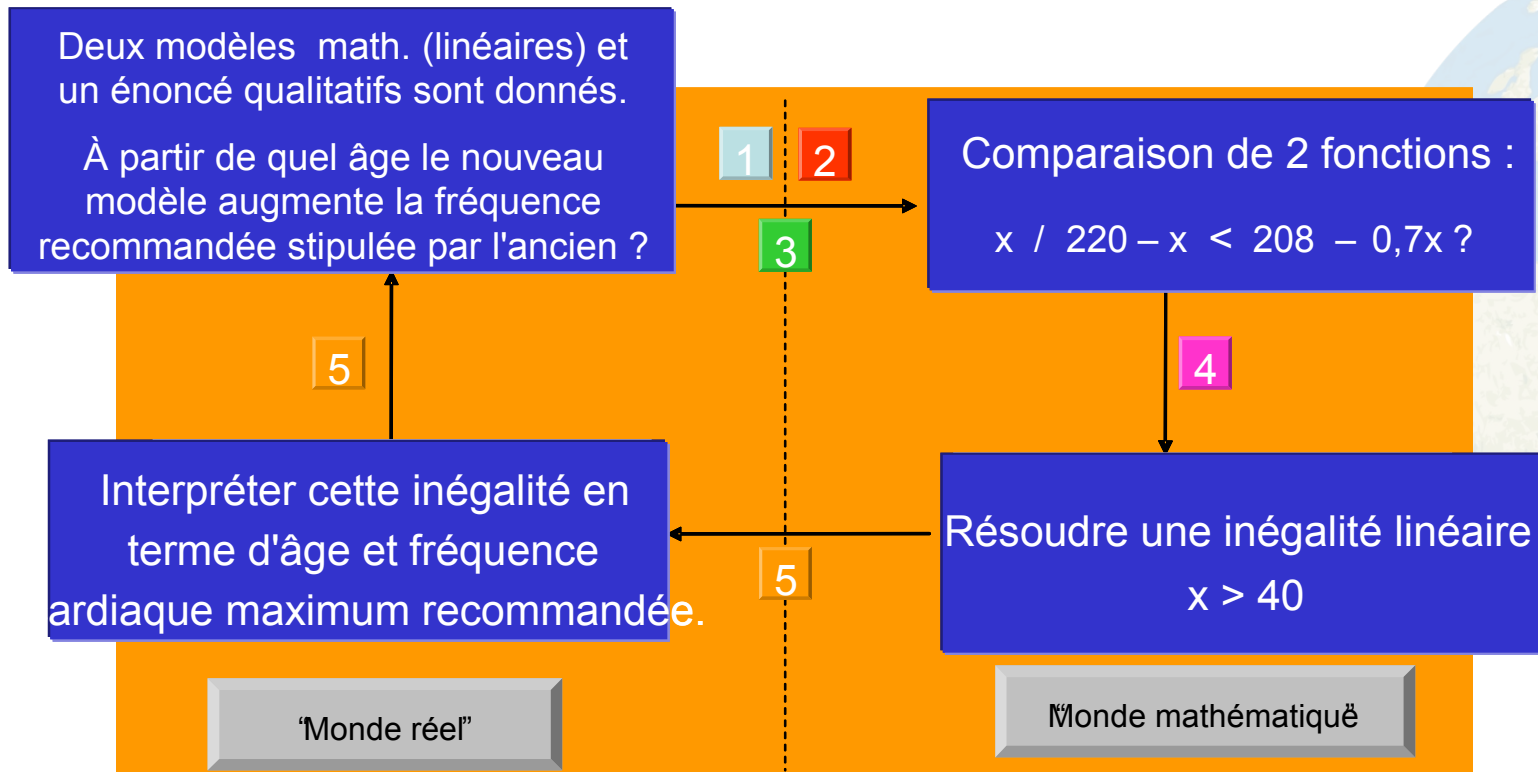 Deux modèles math. (linéaires) et
un énoncé qualitatifs sont donnés.
À partir de quel âge le nouveau
modèle augmente la fréquence
recommandée stipulée par l'ancien ?
1
2
3
Comparaison de 2 fonctions :
x / 220 – x < 208 – 0,7x ?
5
4
Interpréter cette inégalité en
terme d'âge et fréquence
ardiaque maximum recommandée.
5
Résoudre une inégalité linéaire
x > 40
“Monde réel”
“Monde mathématique”